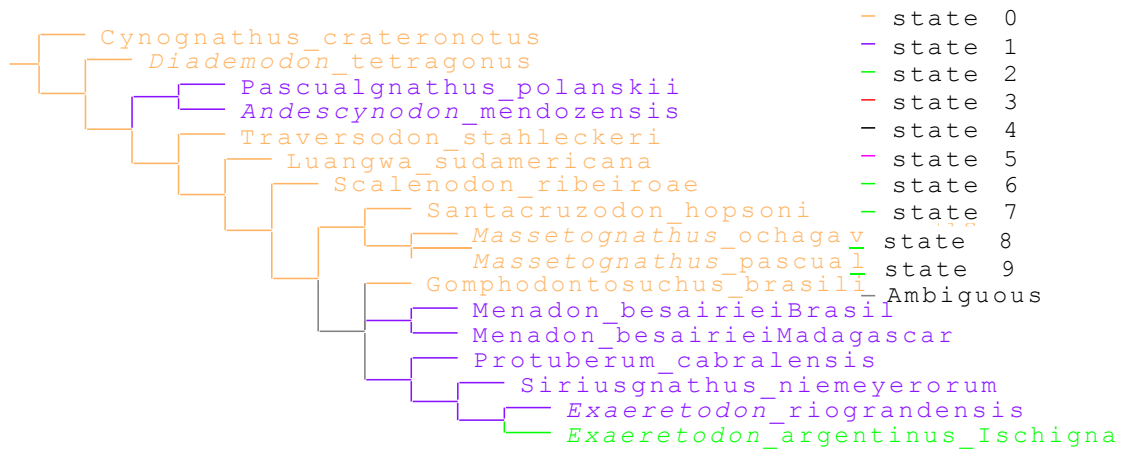 Cynognathus_crateronotus
Diademodon_tetragonus
Pascualgnathus_polanskii
Andescynodon_mendozensis
Traversodon_stahleckeri
Luangwa_sudamericana
Scalenodon_ribeiroae
Santacruzodon_hopsoni
Massetognathus_ochagav
Massetognathus_pascual
Gomphodontosuchus_brasili
Menadon_besairieiBrasil
Menadon_besairieiMadagascar
Protuberum_cabralensis
Siriusgnathus_niemeyerorum
Exaeretodon_riograndensis
Exaeretodon_argentinus_Ischigna
state 0
state 1
state 2
state 3
state 4
state 5
state 6
state 7
state 8
state 9
Ambiguous